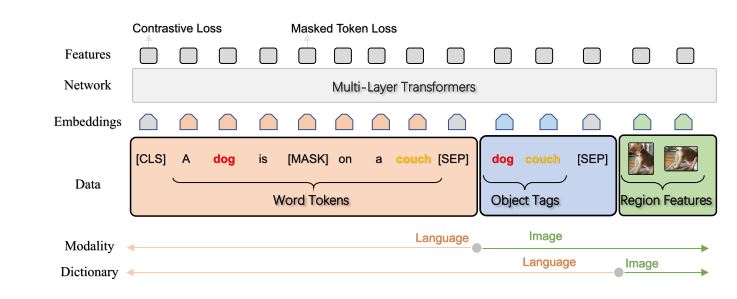 Contrastive Loss Masked Token Loss
Features
Network Multi-Layer Transformers
Embeddings
[CLS] A dog is [MASK] on a couch [SEP] dog couch [SEP]
Data
Word Tokens Object Tags Region Features
Modality Language Image
Dictionary Language Image